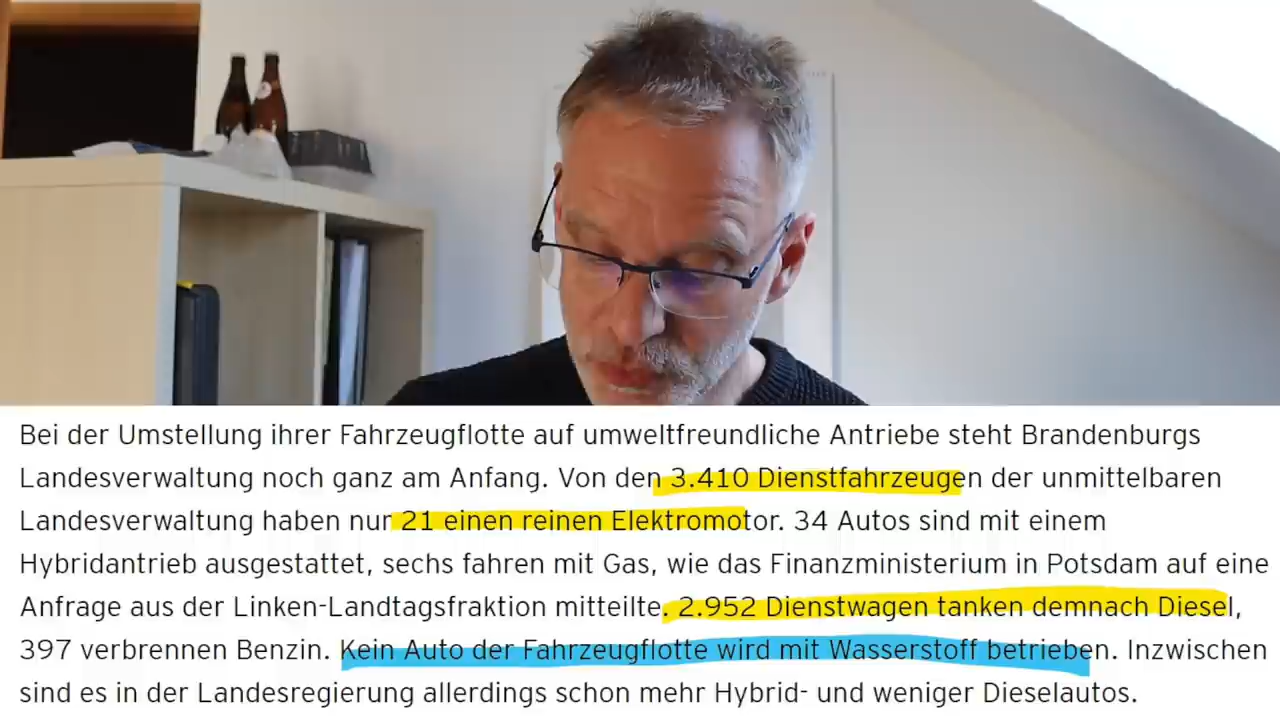 Bei der Umstellung ihrer Fahrzeugflotte auf umweltfreundliche Antriebe steht Brandenburgs
Landesverwaltung noch ganz am Anfang. Von den 3.410 Dienstfahrzeugen der unmittelbaren
Landesverwaltung haben nur 21 einen reinen Elektromotor. 34 Autos sind mit einem
Hybridantrieb ausgestattet, sechs fahren mit Gas, wie das Finanzministerium in Potsdam auf eine
Anfrage aus der Linken-Landtagsfraktion mitteilte. 2.952 Dienstwagen tanken demnach Diesel,
397 verbrennen Benzin. Kein Auto der Fahrzeugflotte wird mit Wasserstoff betrieben. Inzwischen
sind es in der Landesregierung allerdings schon mehr Hybrid- und weniger Dieselautos.